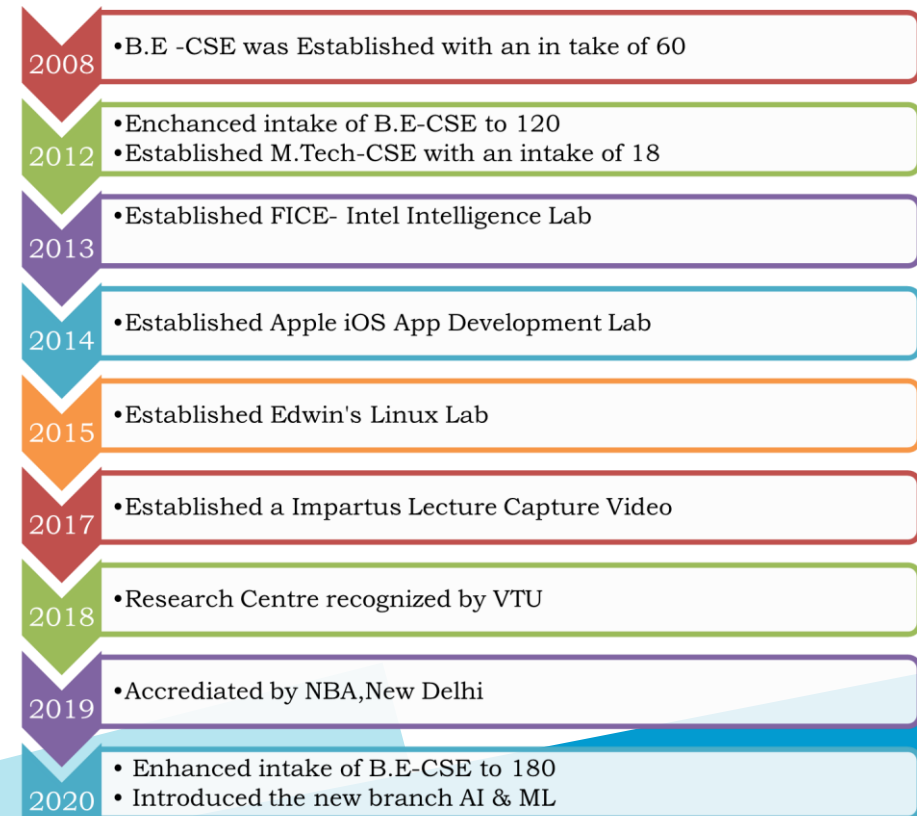 2008
•B.E -CSE was Established with an in take of 60
2012
•Enchanced intake of B.E-CSE to 120
•Established M.Tech-CSE with an intake of 18
2013
•Established FICE- Intel Intelligence Lab
2014
•Established Apple iOS App Development Lab
2015
•Established Edwin's Linux Lab
2017
•Established a Impartus Lecture Capture Video
2018
•Research Centre recognized by VTU
2019
•Accrediated by NBA,New Delhi
2020
• Enhanced intake of B.E-CSE to 180
• Introduced the new branch AI & ML